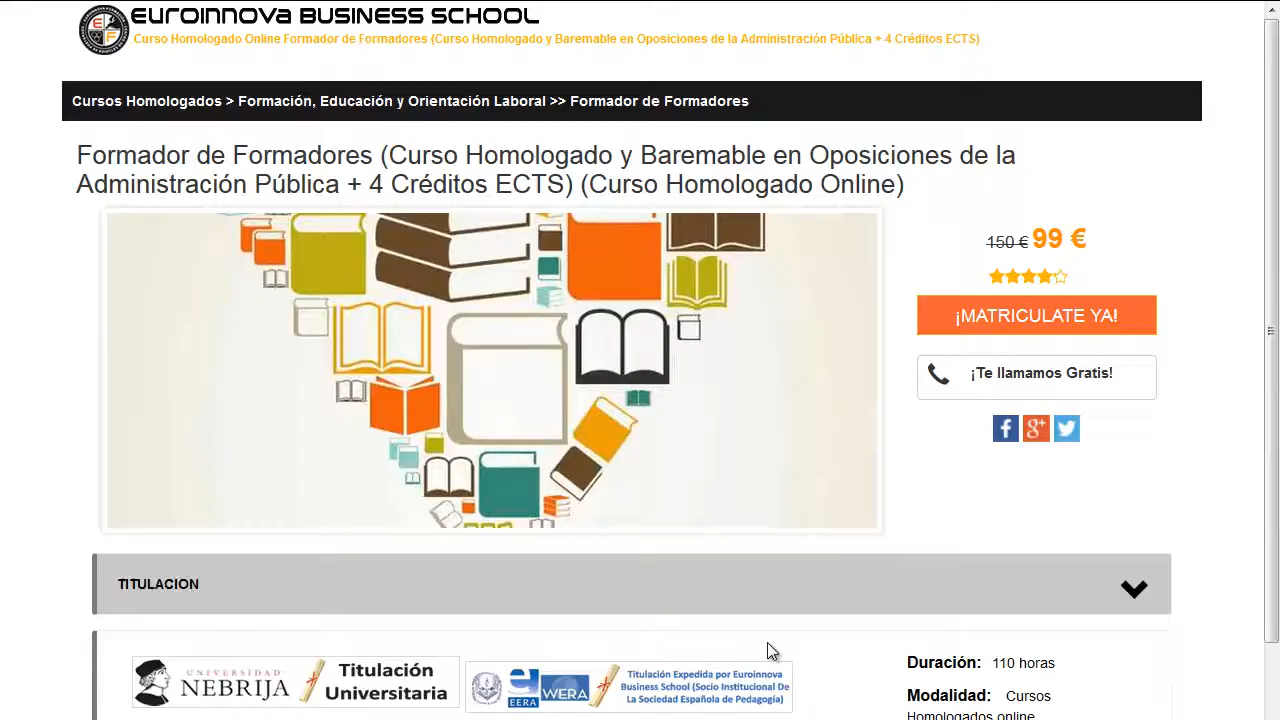 EUROINNOVA BUSINESS SCHOOL
Curso Homologado Online Formador de Formadores (Curso Homologado y Baremable en Oposiciones de la Administración Pública + 4 Créditos ECTS)
Cursos Homologados > Formación, Educación y Orientación Laboral >> Formador de Formadores
Formador de Formadores (Curso Homologado y Baremable en Oposiciones de la
Administración Pública + 4 Créditos ECTS) (Curso Homologado Online)
150 € 99 €
¡MATRICULATE YA!
¡Te llamamos Gratis!
TITULACION
UNIVERSIDAD
NEBRIJA
Titulación
Universitaria
EERA
WERA
Titulación Expedida por Euroinnova
Business School (Socio Institucional De
La Sociedad Española de Pedagogía)
Duración: 110 horas
Modalidad: Cursos
Homologados online